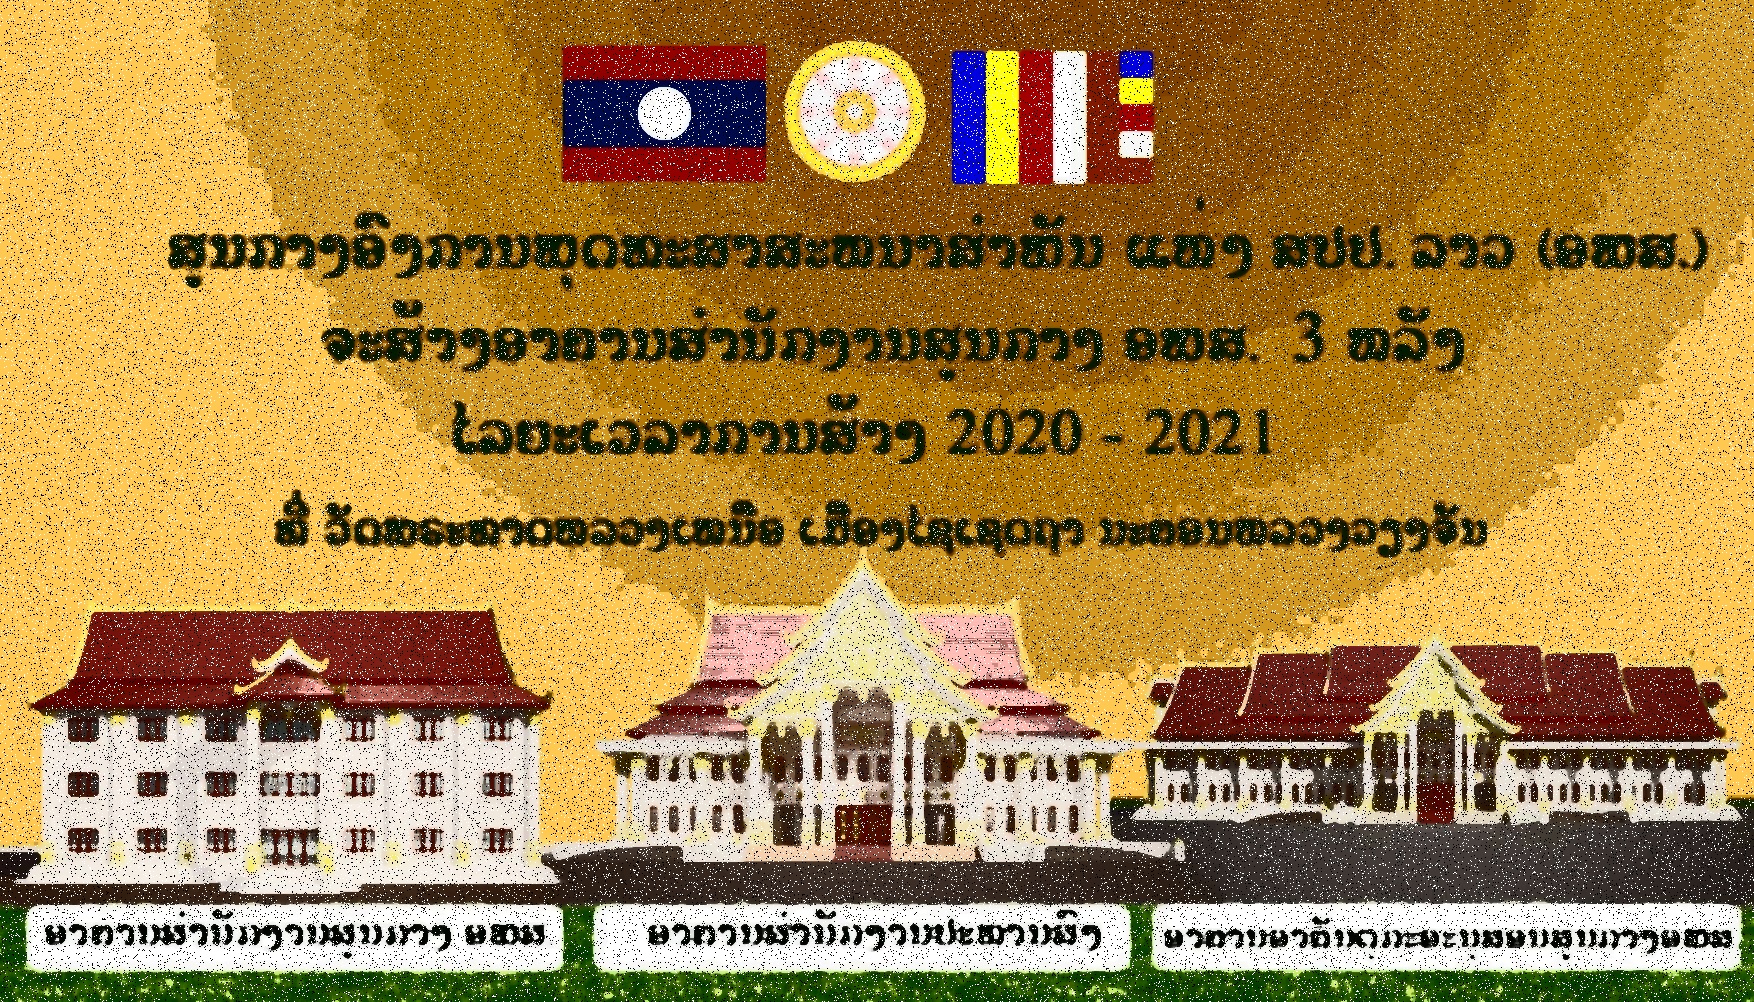 ສູນກາງອົງການພຸດທະສາສະໜາສຳພັນ ແຫ່ງ ສປປ. ລາວ (ອພສ.)
ຈະສ້າງອາຄານສຳນັກງານສູນກາງ ອພສ. 3 ຫລັງ
ໄລຍະເວລາການສ້າງ 2020 - 2021
ທີ່ ວັດທະຣາດຫລວງເໜືອ ເມືອງໄຊເຊດຖາ ນະຄອນຫລວງວຽງຈັນ
ອາຄານສຳນັກງານສູນກາງ ອພສ
ອາຄານສຳນັກງານປະທານສົງ